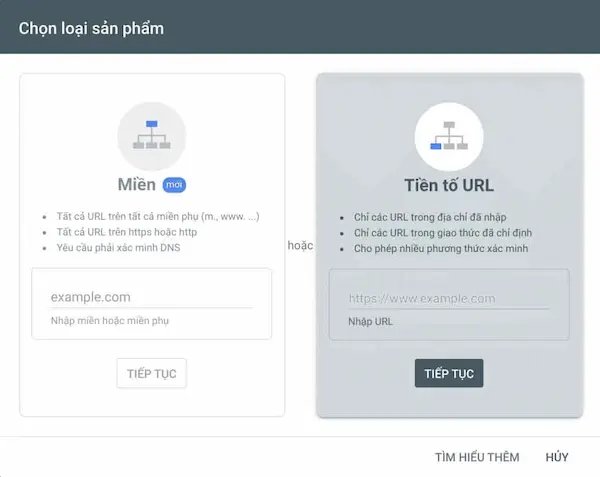 Chọn loại sản phẩm
Miền mới
Tất cả URL trên tất cả miền phụ (m., www. ...)
Tất cả URL trên https hoặc http
Yêu cầu phải xác minh DNS
example.com
Nhập miền hoặc miền phụ
TIẾP TỤC
hoặc
Tiền tố URL
Chỉ các URL trong địa chỉ đã nhập
Chỉ các URL trong giao thức đã chỉ định
Cho phép nhiều phương thức xác minh
https://www.example.com
Nhập URL
TIẾP TỤC
TÌM HIỂU THÊM
HỦY